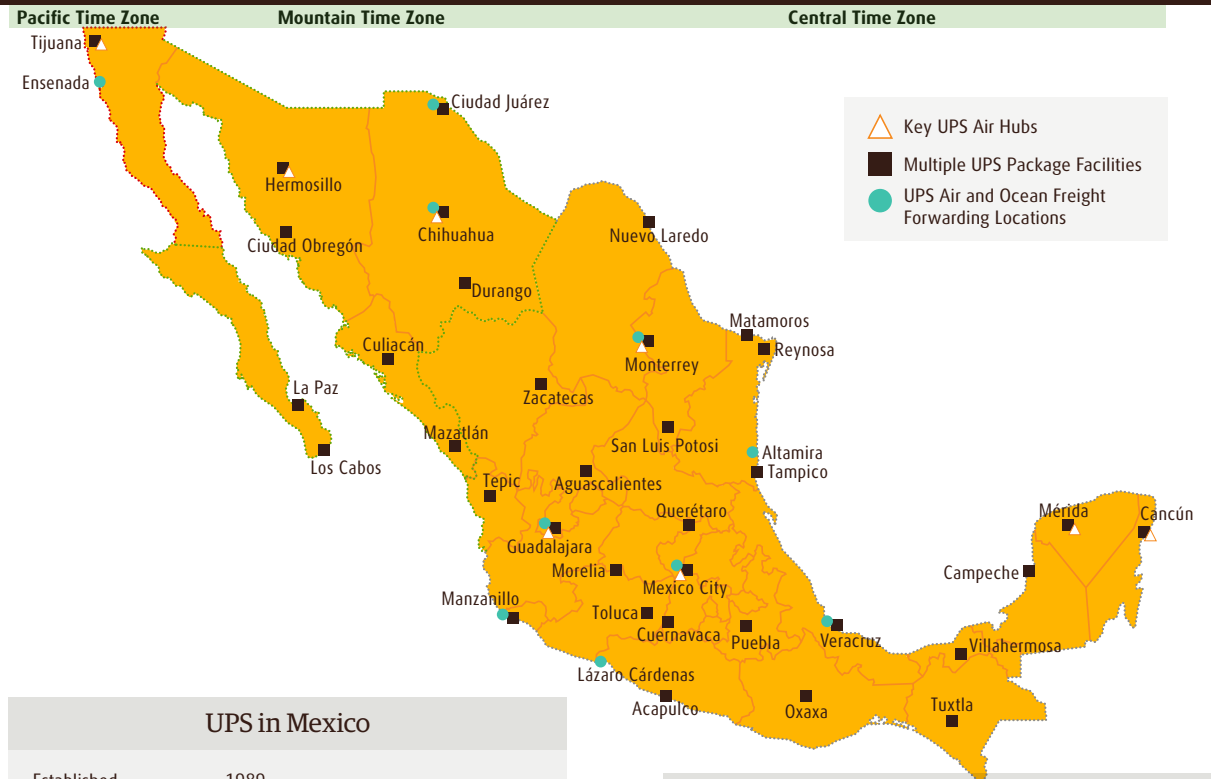 Pacific Time Zone
Mountain Time Zone
Central Time Zone
Tijuana
Ensenada
Ciudad Juárez
Key UPS Air Hubs
Multiple UPS Package Facilities
UPS Air and Ocean Freight
Forwarding Locations
Hermosillo
Chihuahua
Nuevo Laredo
Ciudad Obregón
Durango
Matamoros
Reynosa
Culiacán
Monterrey
La Paz
Zacatecas
Mazatlán
San Luis Potosi
Altamira
Los Cabos
Tampico
Tepic
Aguascalientes
Querétaro
Mérida
Cancún
Guadalajara
Morelia
Mexico City
Campeche
Manzanillo
Toluca
Cuernavaca
Puebla
Veracruz
Villahermosa
Lázaro Cárdenas
Acapulco
Oxaxa
Tuxtla
UPS in Mexico
Established
1989